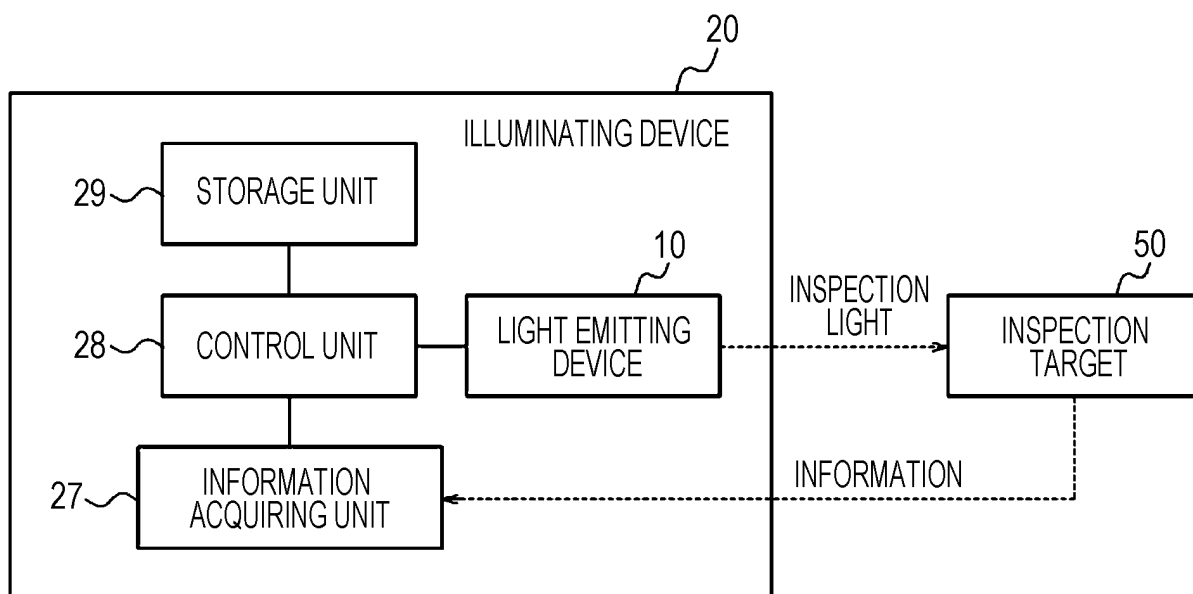 20
ILLUMINATING DEVICE
29
STORAGE UNIT
10
50
28
CONTROL UNIT
LIGHT EMITTING
DEVICE
INSPECTION
LIGHT
INSPECTION
TARGET
27
INFORMATION
ACQUIRING UNIT
INFORMATION